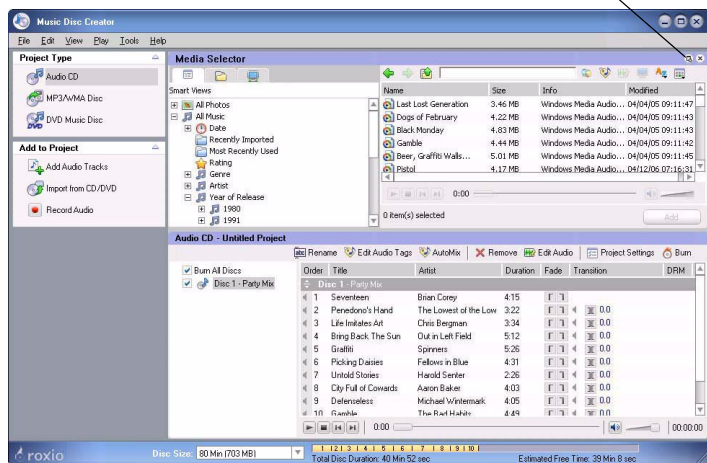 Music Disc Creator
File Edit View Play Tools Help
Project Type
Audio CD
MP3/WMA Disc
DVD Music Disc
DVD
Add to Project
Add Audio Tracks
Import from CD/DVD
Record Audio
Media Selector
Smart Views
All Photos
All Music
Date
Recently Imported
Most Recently Used
Rating
Genre
Artist
Year of Release
1980
1991
Name Size Info Modified
Last Lost Generation 3.46 MB Windows Media Audio... 04/04/05 09:11:47
Dogs of February 4.22 MB Windows Media Audio... 04/04/05 09:11:43
Black Monday 4.83 MB Windows Media Audio... 04/04/05 09:11:43
Gamble 4.44 MB Windows Media Audio... 04/04/05 09:11:42
Beer, Graffiti Walls... 5.01 MB Windows Media Audio... 04/04/05 09:11:45
Pistol 4.17 MB Windows Media Audio... 04/12/06 07:16:31
0:00
0 item(s) selected
Add
Audio CD - Untitled Project
Rename Edit Audio Tags AutoMix Remove Edit Audio Project Settings Burn
Burn All Discs
Disc 1 - Party Mix
Order Title Artist Duration Fade Transition DRM
Disc 1 - Party Mix
1 Seventeen Brian Corey 4:15
2 Penedono's Hand The Lowest of the Low 3:22 0.0
3 Life Imitates Art Chris Bergman 3:34 0.0
4 Bring Back The Sun Out in Left Field 5:12 0.0
5 Graffiti Spinners 5:26 0.0
6 Picking Daisies Fellows in Blue 4:31 0.0
7 Untold Stories Harold Senter 2:26 0.0
8 City Full of Cowards Aaron Baker 4:03 0.0
9 Defenseless Michael Wintermark 4:05 0.0
10 Gamble The Bad Habits 4:49 0.0
0:00
00:00:00
roxio
Disc Size: 80 Min (703 MB)
1 2 3 4 5 6 7 8 9 10
Total Disc Duration: 40 Min 52 sec Estimated Free Time: 39 Min 8 sec